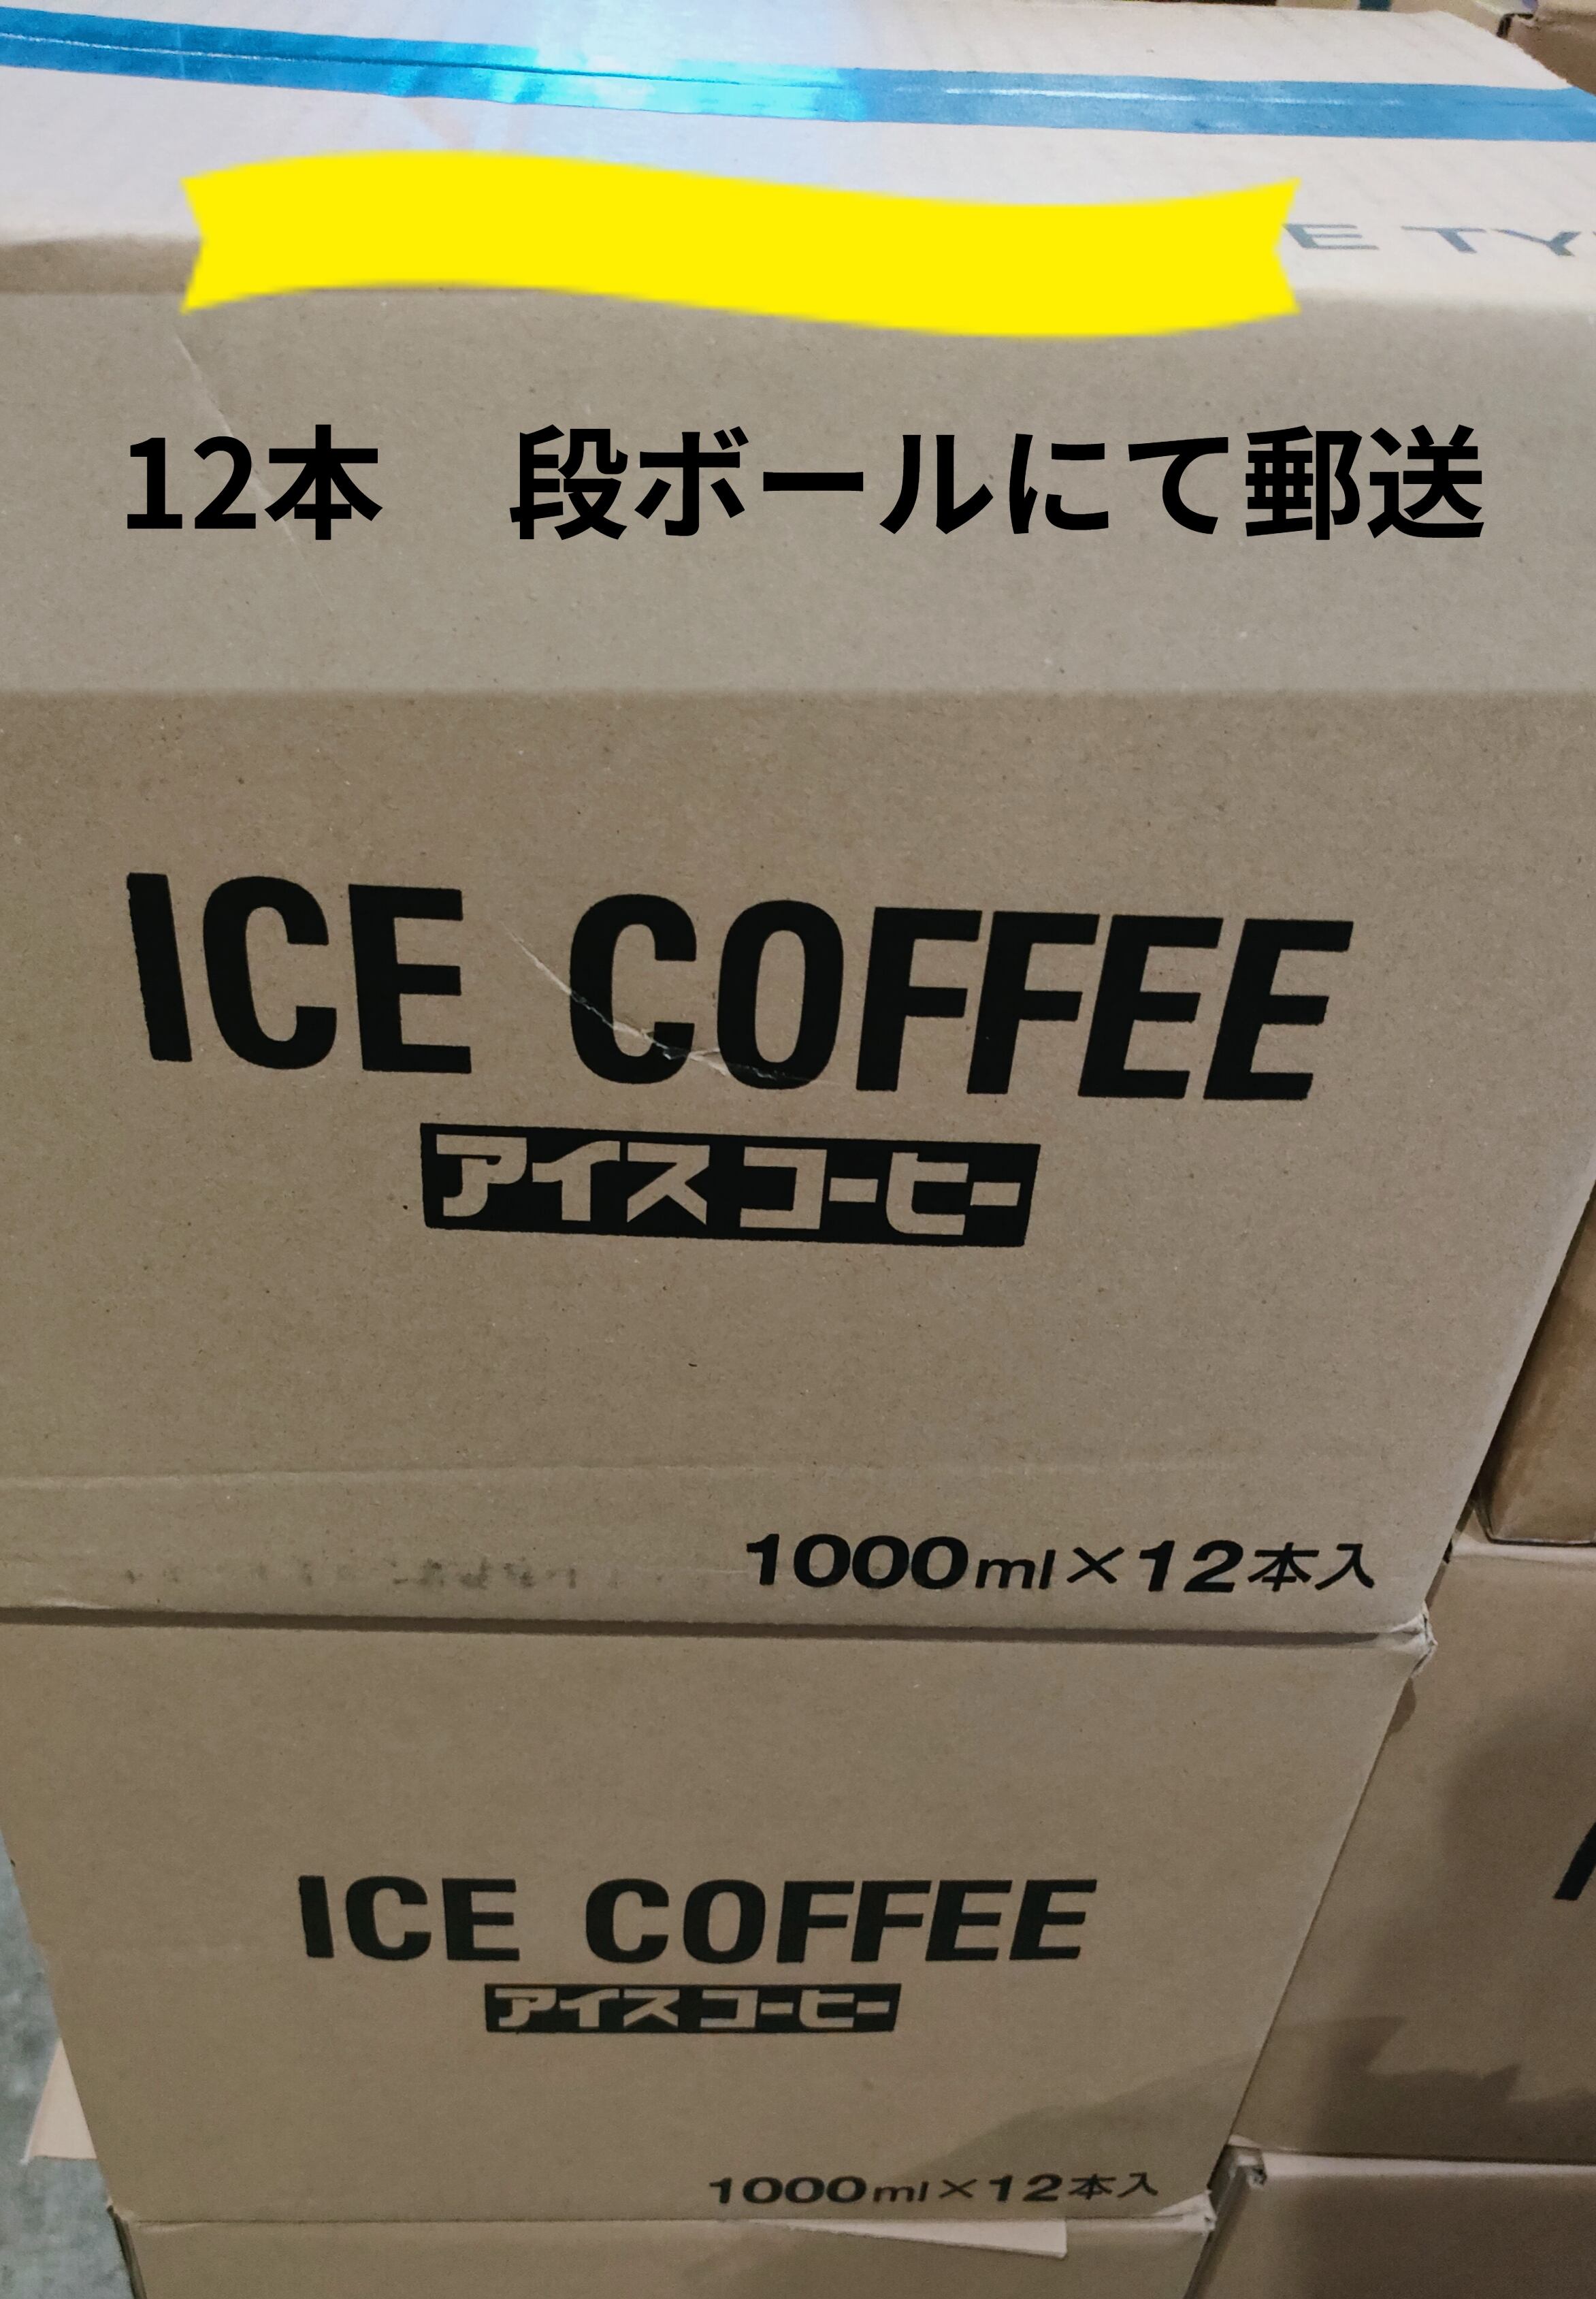 E TY
12本　段ボールにて郵送
ICE COFFEE
アイスコーヒー
1000ml×12本入
ICE COFFEE
アイスコーヒー
1000ml×12本入